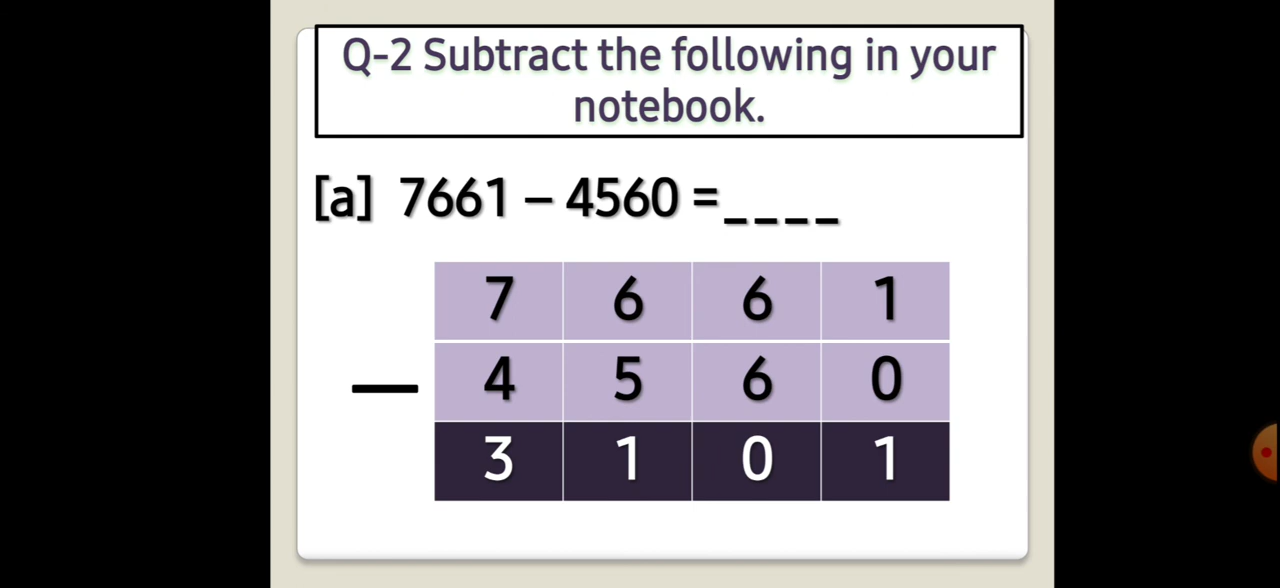 Q-2 Subtract the following in your
notebook.
[a] 7661 – 4560 =_ _ _ _
7 6 6 1
— 4 5 6 0
3 1 0 1